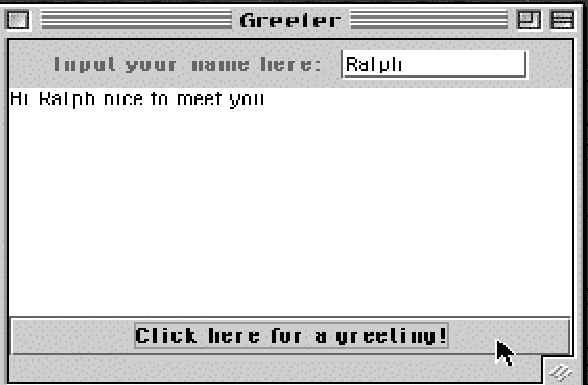 Greeter
Input your name here: Ralph
Hi Ralph nice to meet you
Click here for a greeting!